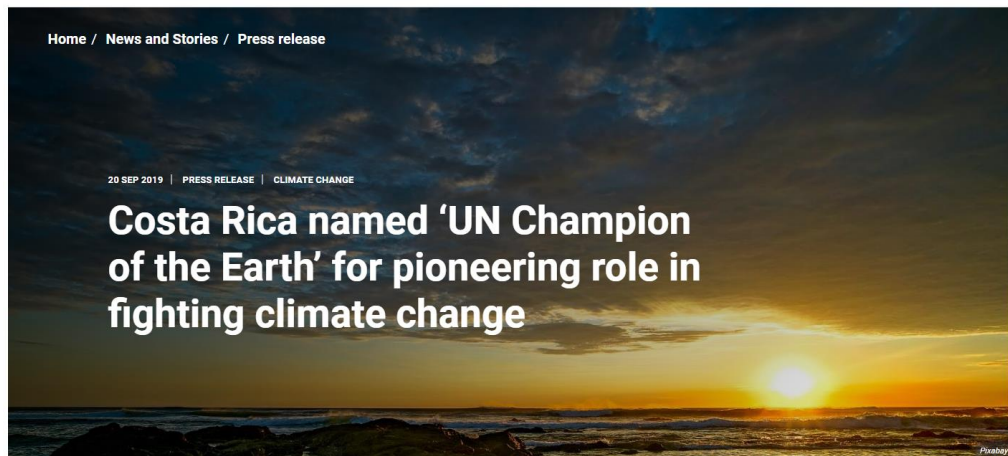 Home / News and Stories / Press release
20 SEP 2019 | PRESS RELEASE | CLIMATE CHANGE
Costa Rica named ‘UN Champion
of the Earth’ for pioneering role in
fighting climate change
Pixabay